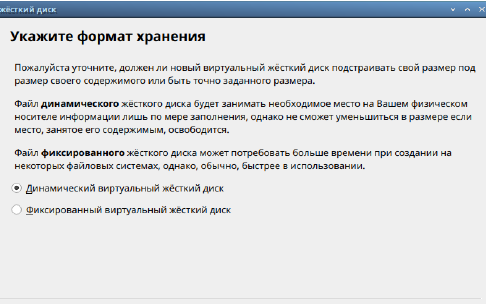 жёсткий диск
Укажите формат хранения
Пожалуйста уточните, должен ли новый виртуальный жёсткий диск подстраивать свой размер под
размер своего содержимого или быть точно заданного размера.
Файл динамического жёсткого диска будет занимать необходимое место на Вашем физическом
носителе информации лишь по мере заполнения, однако не сможет уменьшиться в размере если
место, занятое его содержимым, освободится.
Файл фиксированного жёсткого диска может потребовать больше времени при создании на
некоторых файловых системах, однако, обычно, быстрее в использовании.
Динамический виртуальный жёсткий диск
Фиксированный виртуальный жёсткий диск